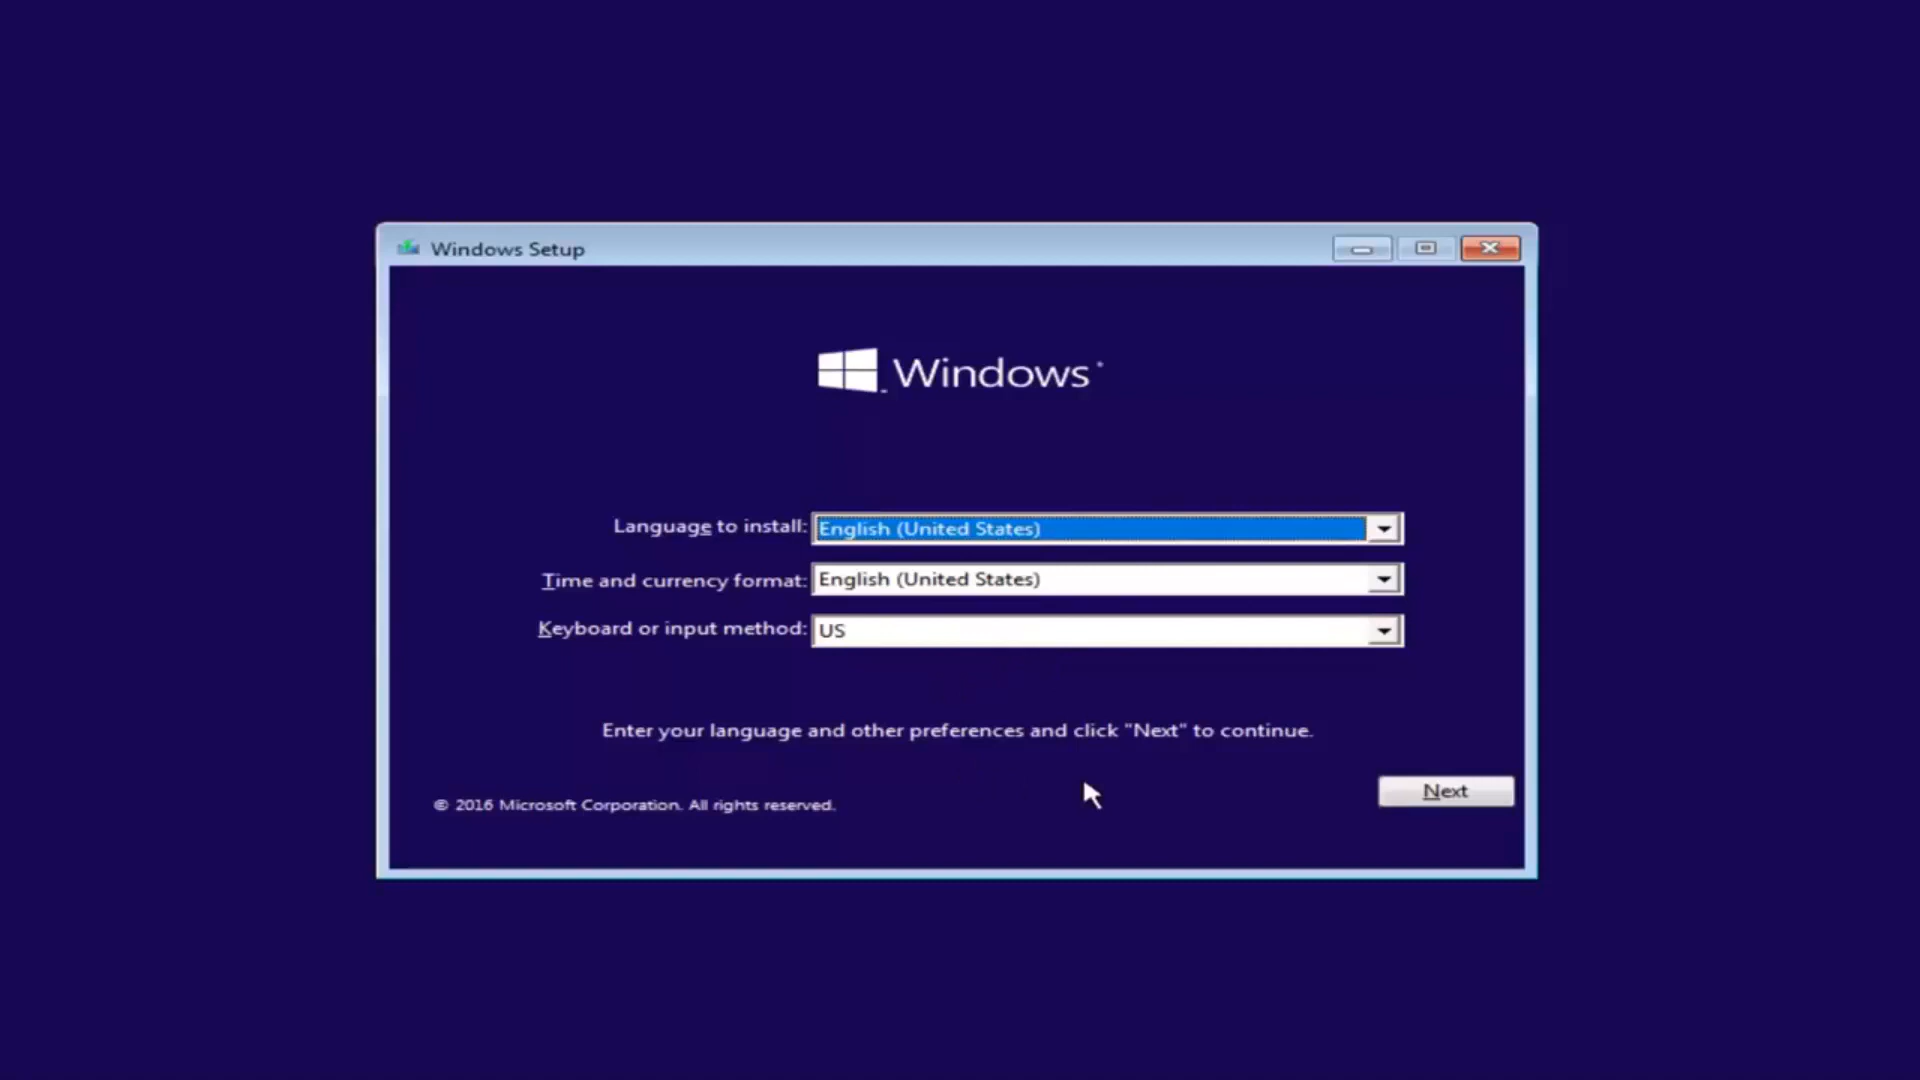 Windows Setup
Windows
Language to install: English (United States)
Time and currency format: English (United States)
Keyboard or input method: US
Enter your language and other preferences and click "Next" to continue.
© 2016 Microsoft Corporation. All rights reserved.
Next